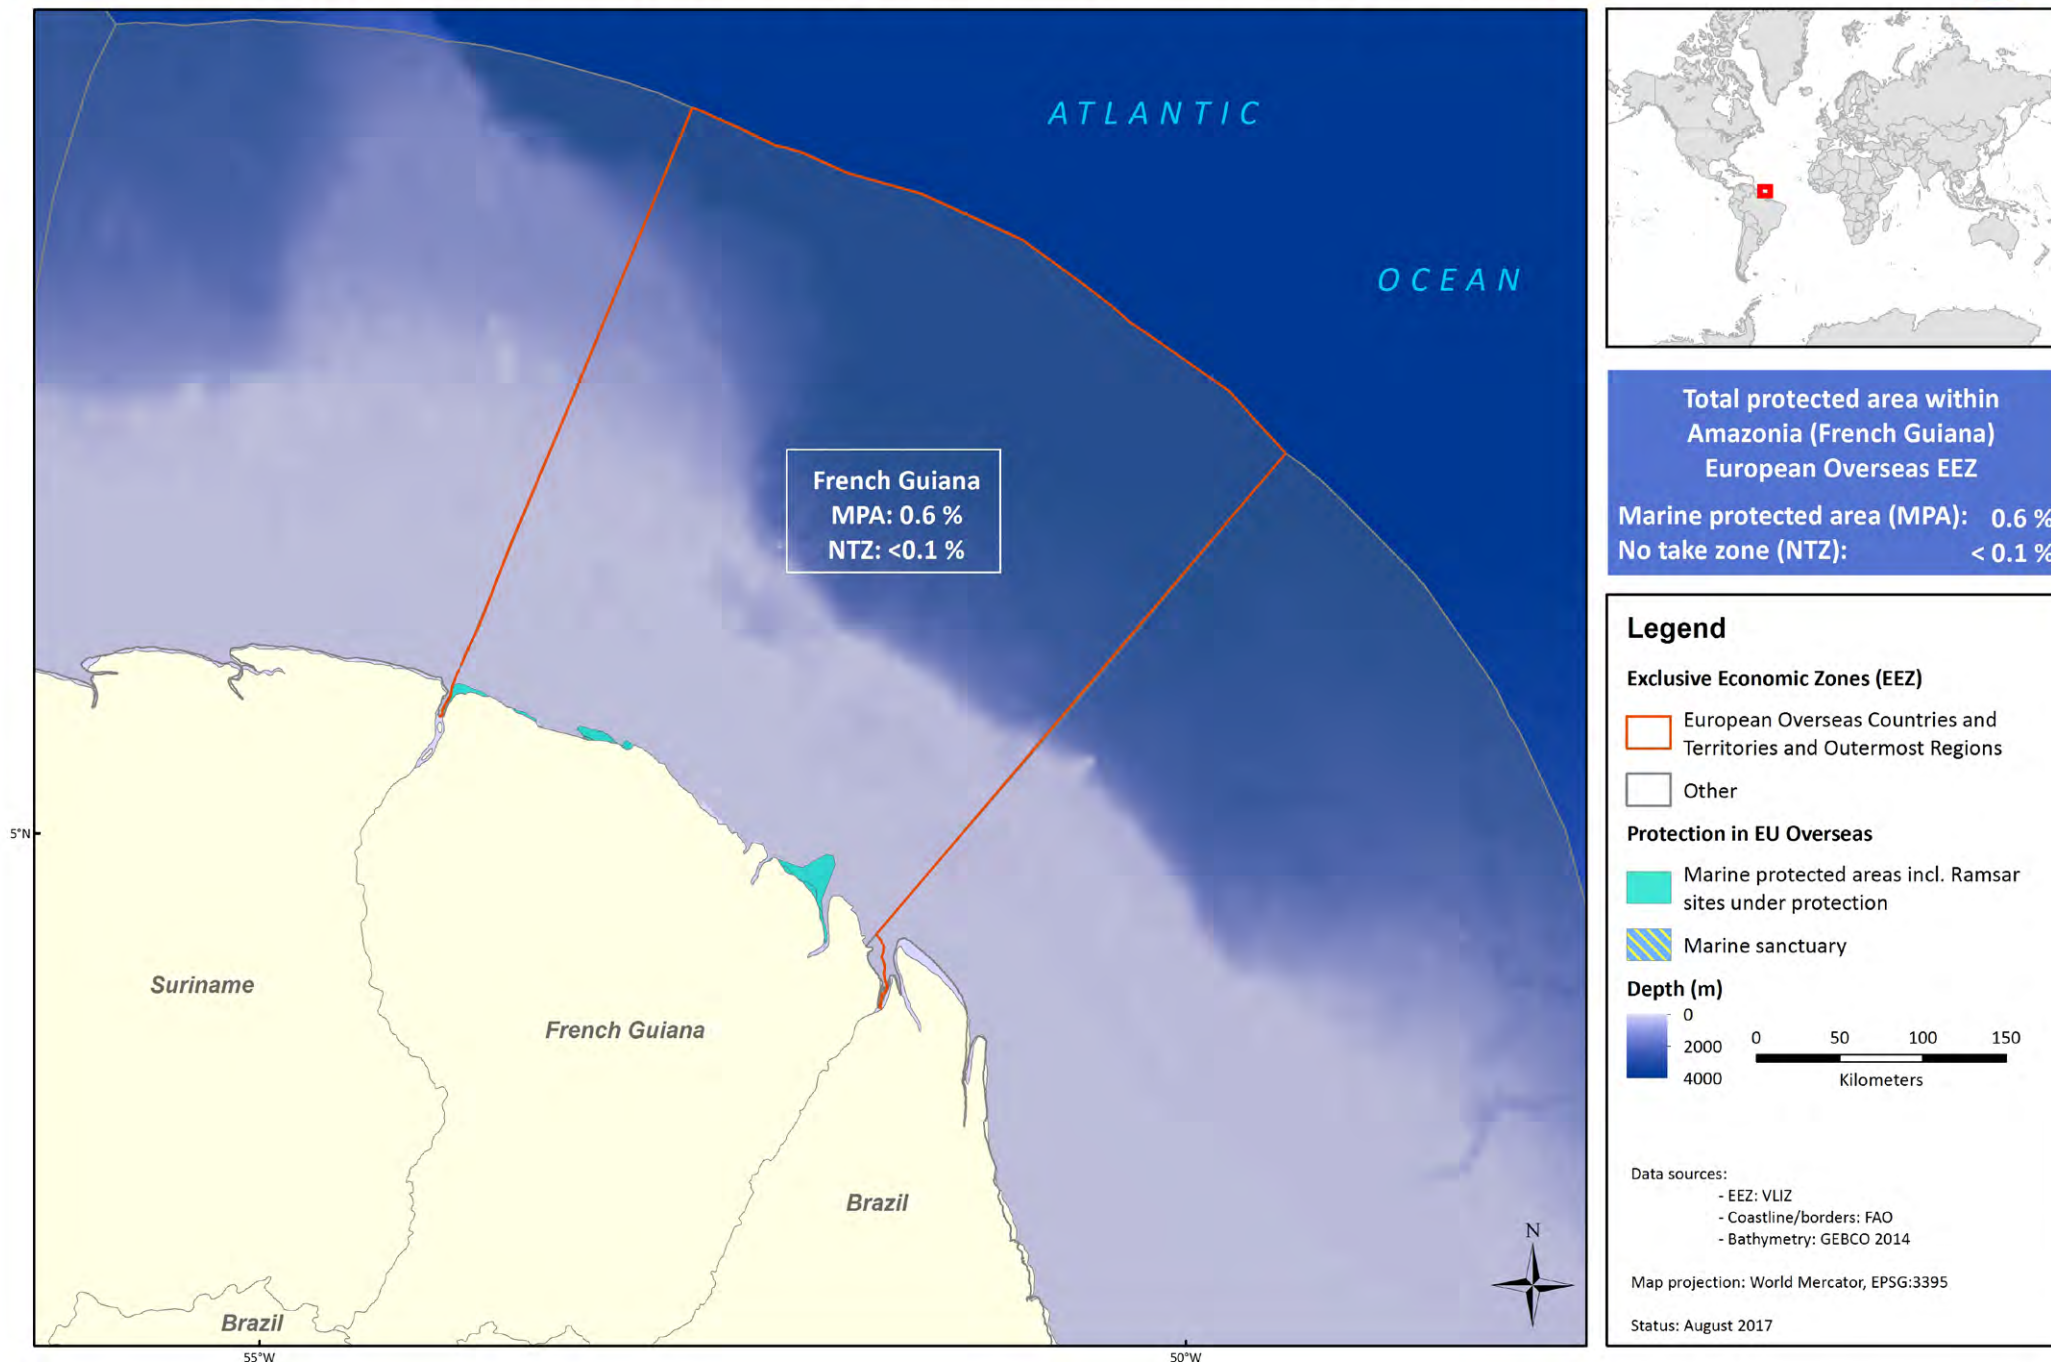 ATLANTIC
OCEAN
French Guiana
MPA: 0.6 %
NTZ: <0.1 %
5°N
Suriname
French Guiana
Brazil
Brazil
N
55°W
50°W
Total protected area within
Amazonia (French Guiana)
European Overseas EEZ
Marine protected area (MPA): 0.6 %
No take zone (NTZ): < 0.1 %
Legend
Exclusive Economic Zones (EEZ)
European Overseas Countries and
Territories and Outermost Regions
Other
Protection in EU Overseas
Marine protected areas incl. Ramsar
sites under protection
Marine sanctuary
Depth (m)
0
2000
4000
0 50 100 150
Kilometers
Data sources:
- EEZ: VLIZ
- Coastline/borders: FAO
- Bathymetry: GEBCO 2014
Map projection: World Mercator, EPSG:3395
Status: August 2017